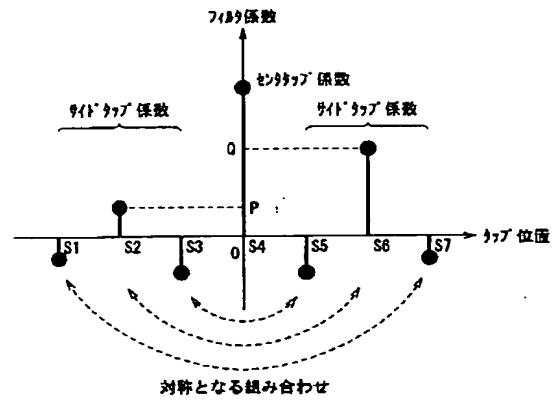 フィルタ係数
センタタップ係数
サイドタップ係数
サイドタップ係数
Q
P
S1 S2 S3 0 S4 S5 S6 S7
タップ位置
対称となる組み合わせ